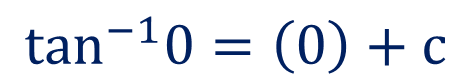 tan⁻¹0 = (0) + c